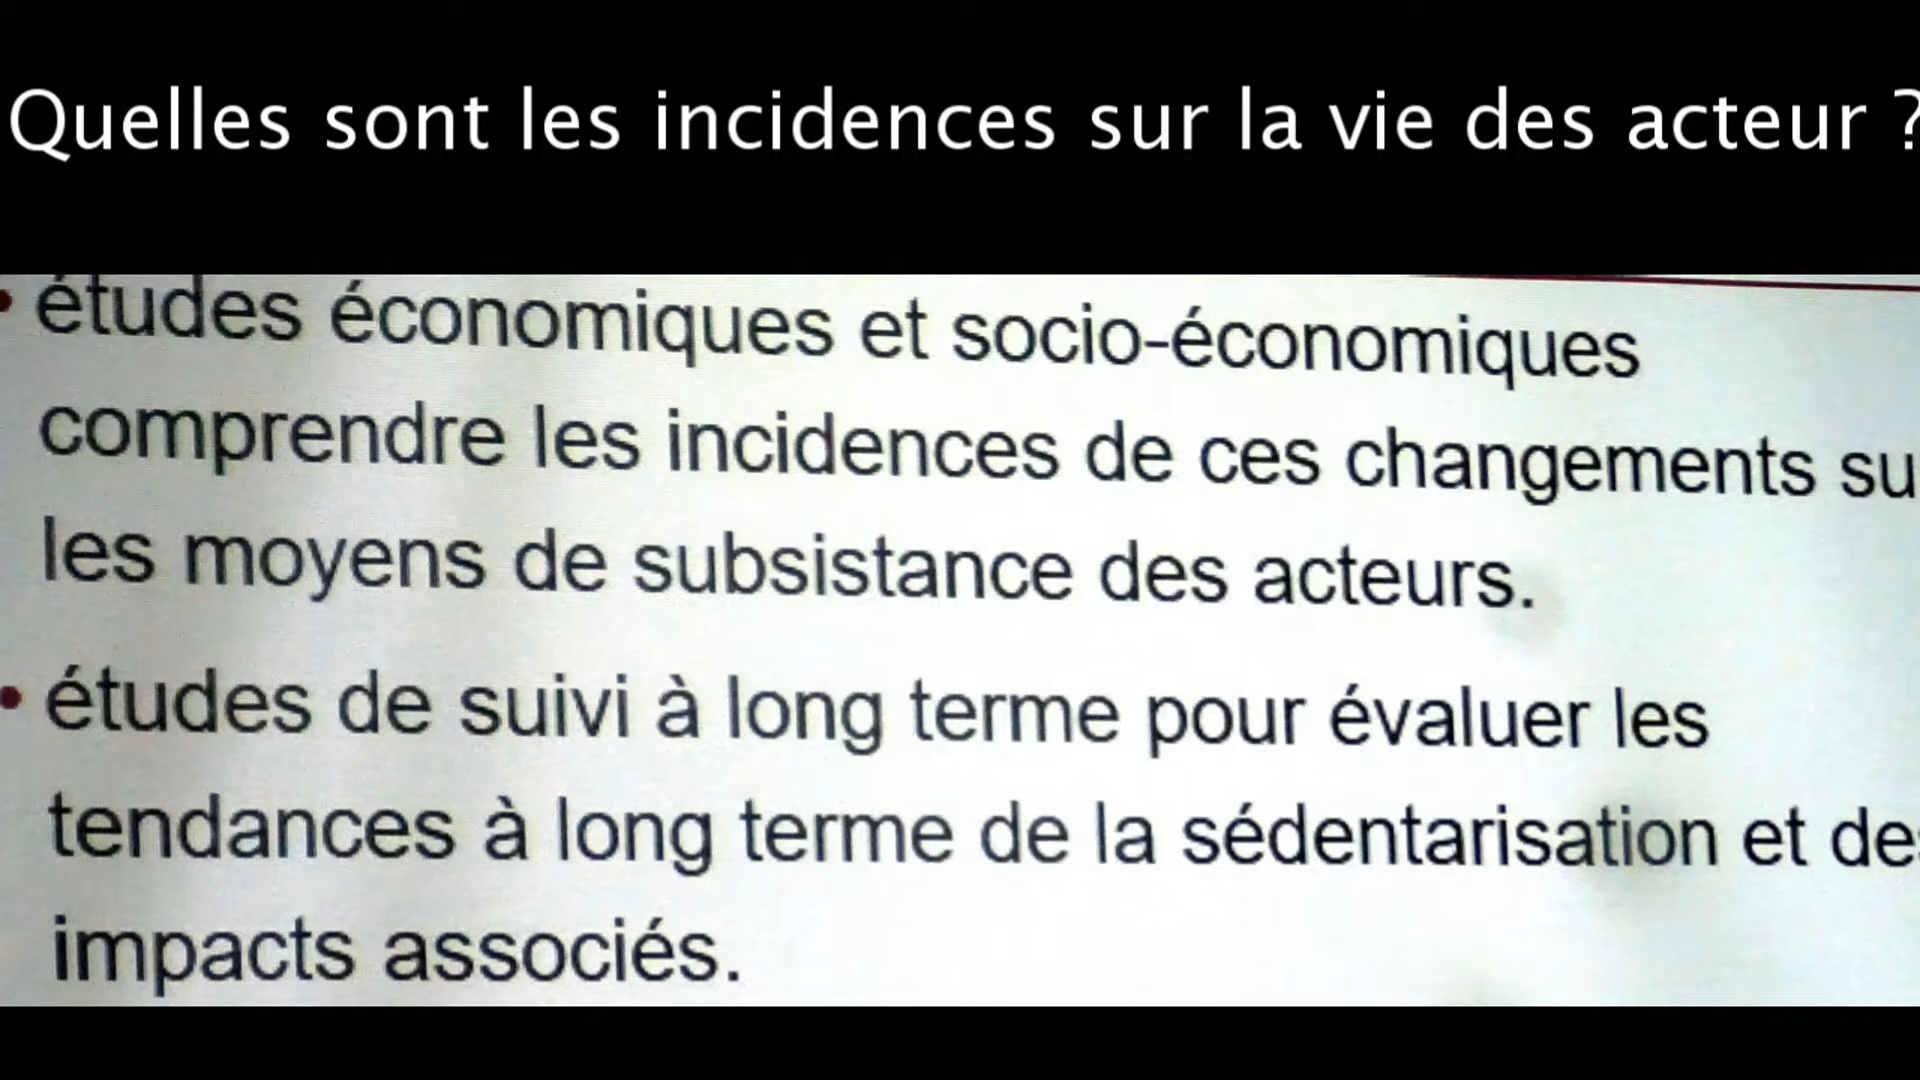 Quelles sont les incidences sur la vie des acteur ?
• études économiques et socio-économiques
comprendre les incidences de ces changements su
les moyens de subsistance des acteurs.
• études de suivi à long terme pour évaluer les
tendances à long terme de la sédentarisation et des
impacts associés.